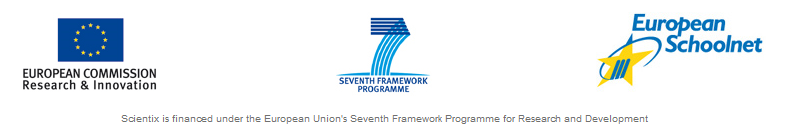 EUROPEAN COMMISSION
Research & Innovation
SEVENTH FRAMEWORK
PROGRAMME
European
Schoolnet
Scientix is financed under the European Union's Seventh Framework Programme for Research and Development